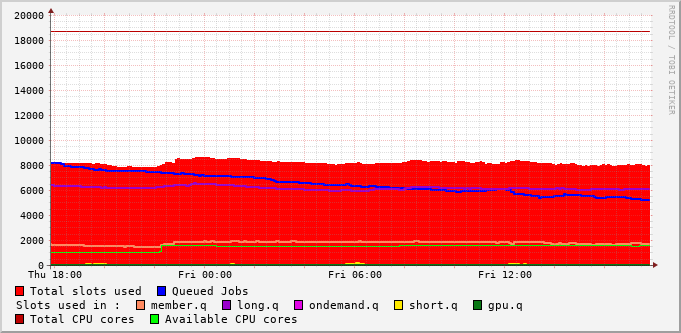 20000
18000
16000
14000
12000
10000
8000
6000
4000
2000
0
Thu 18:00 Fri 00:00 Fri 06:00 Fri 12:00
RRDTOOL / TOBI OETIKER
Total slots used Queued Jobs
Slots used in : member.q long.q ondemand.q short.q gpu.q
Total CPU cores Available CPU cores